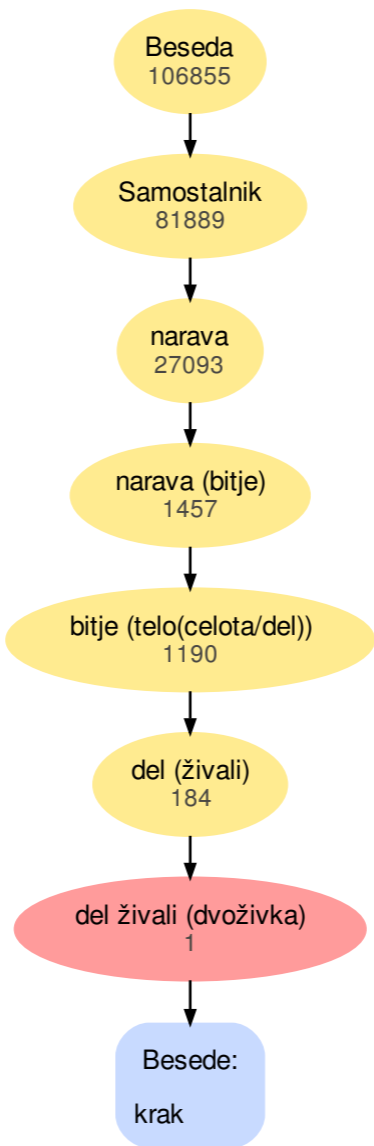 Beseda
106855
Samostalnik
81889
narava
27093
narava (bitje)
1457
bitje (telo(celota/del))
1190
del (živali)
184
del živali (dvoživka)
1
Besede:
krak